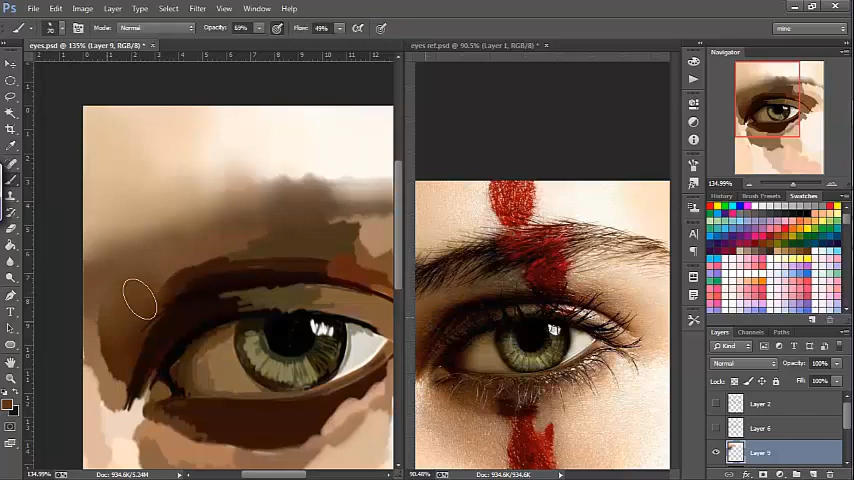 Ps File Edit Image Layer Type Select Filter View Window Help
Mode: Normal Opacity: 69% Flow: 49% mine
eyes.psd @ 135% (Layer 9, RGB/8) * ×
eyes ref.psd @ 90.5% (Layer 1, RGB/8) * ×
Navigator
134.99%
History Brush Presets Swatches
Layers Channels Paths
Kind
Normal Opacity: 100%
Lock: Fill: 100%
Layer 2
Layer 6
Layer 9
134.99% Doc: 934.6K/5.24M
90.48% Doc: 934.6K/934.6K